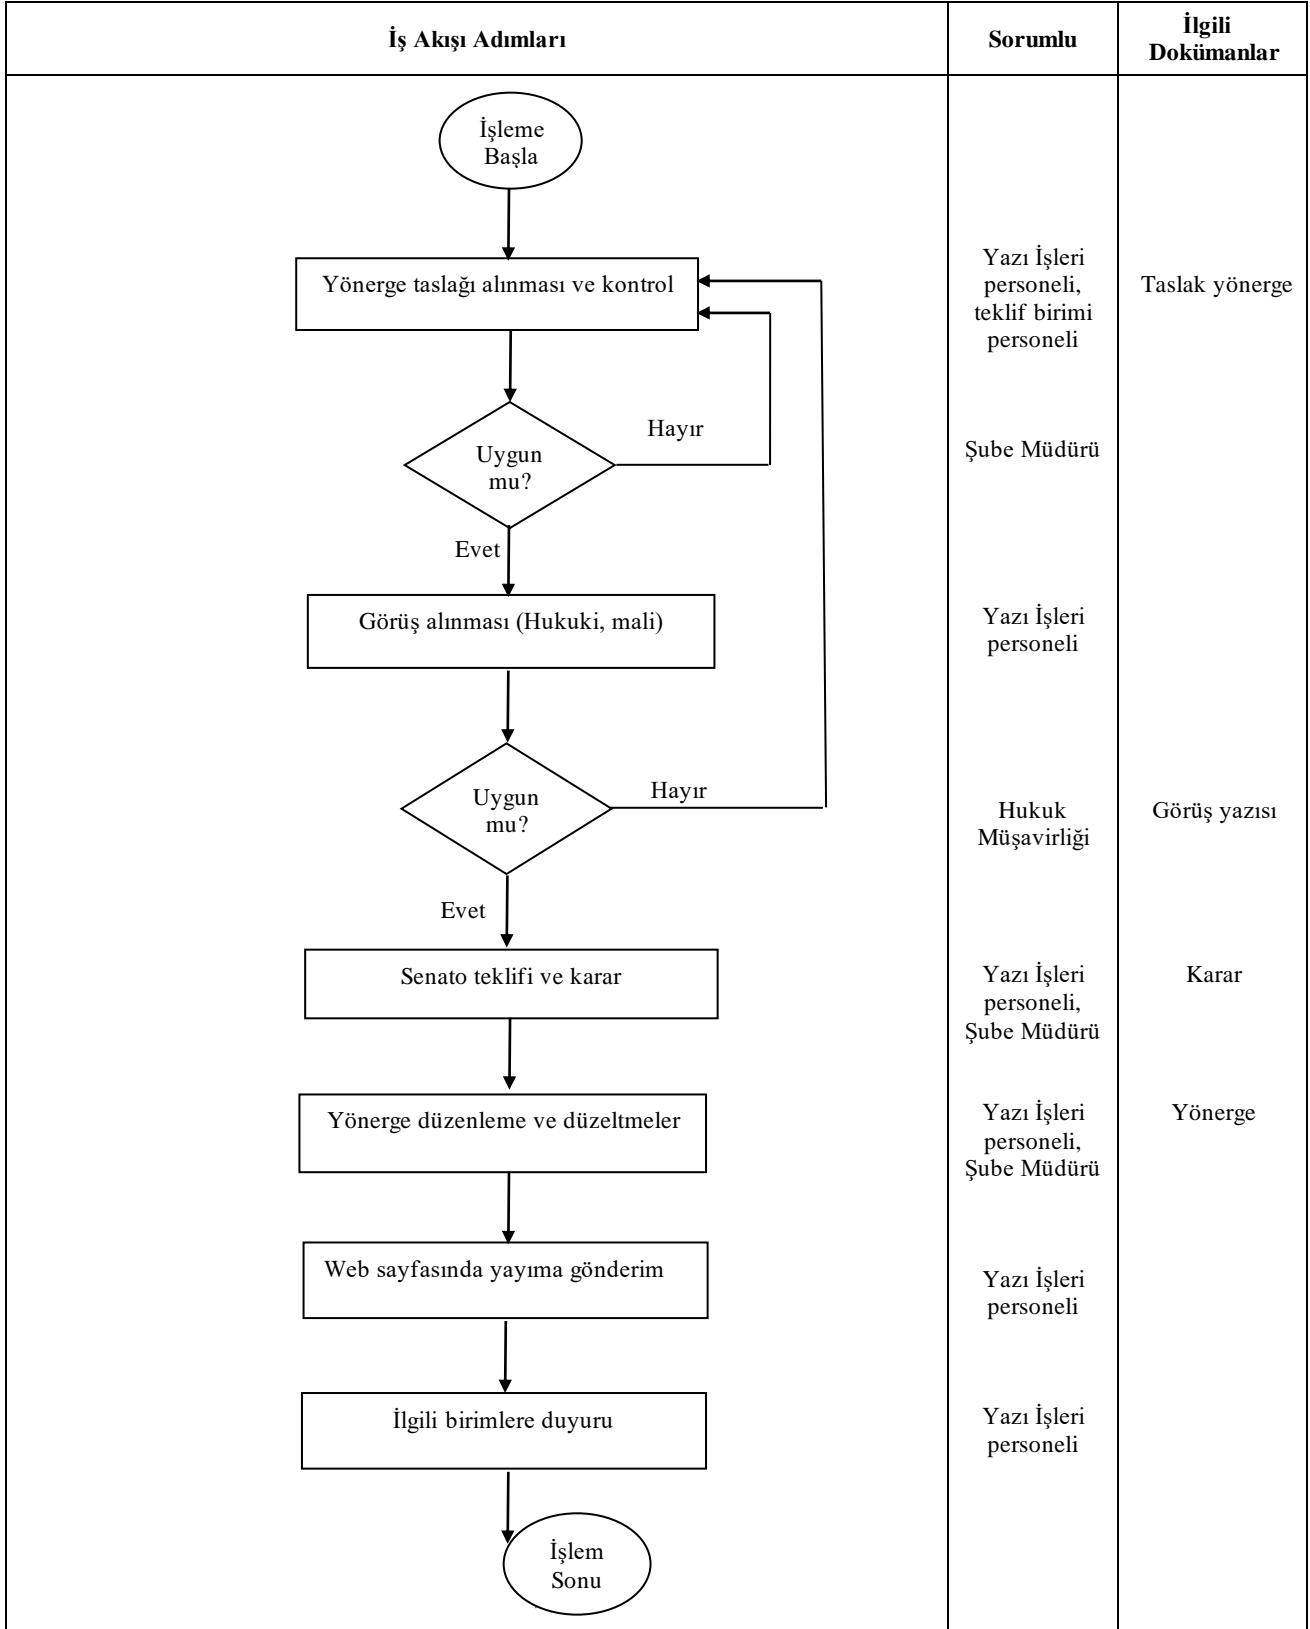 İş Akışı Adımları
Sorumlu
İlgili
Dokümanlar
İşleme
Başla
Yönerge taslağı alınması ve kontrol
Yazı İşleri
personeli,
teklif birimi
personeli
Taslak yönerge
Hayır
Uygun
mu?
Şube Müdürü
Evet
Görüş alınması (Hukuki, mali)
Yazı İşleri
personeli
Hayır
Uygun
mu?
Hukuk
Müşavirliği
Görüş yazısı
Evet
Senato teklifi ve karar
Yazı İşleri
personeli,
Şube Müdürü
Karar
Yönerge düzenleme ve düzeltmeler
Yazı İşleri
personeli,
Şube Müdürü
Yönerge
Web sayfasında yayıma gönderim
Yazı İşleri
personeli
İlgili birimlere duyuru
Yazı İşleri
personeli
İşlem
Sonu